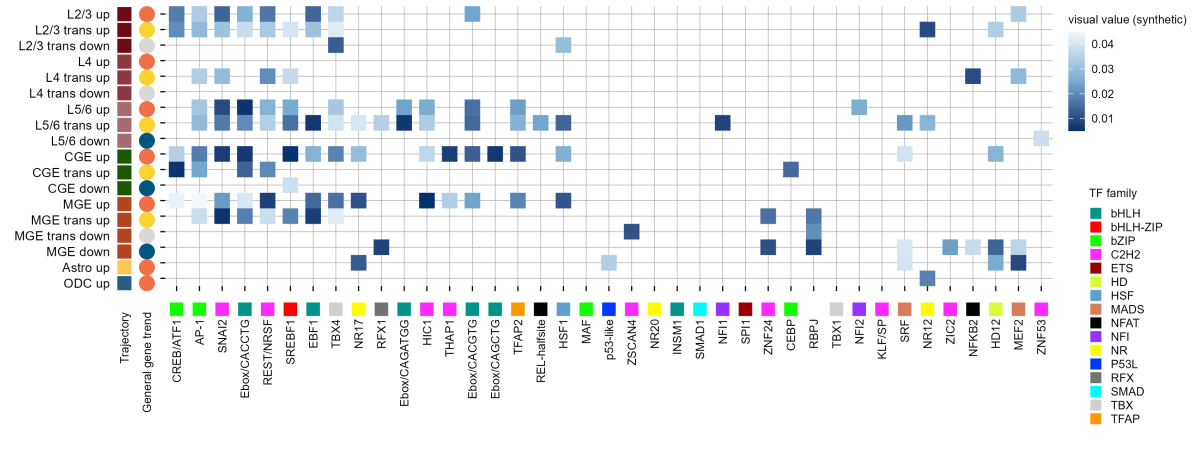 L2/3 up
L2/3 trans up
L2/3 trans down
L4 up
L4 trans up
L4 trans down
L5/6 up
L5/6 trans up
L5/6 down
CGE up
CGE trans up
CGE down
MGE up
MGE trans up
MGE trans down
MGE down
Astro up
ODC up
Trajectory
General gene trend
CREB/ATF1
AP-1
SNAI2
Ebox/CACCTG
REST/NRSF
SREBF1
EBF1
TBX4
NR17
RFX1
Ebox/CAGATGG
HIC1
THAP1
Ebox/CACGTG
Ebox/CAGCTG
TFAP2
REL-halfsite
HSF1
MAF
p53-like
ZSCAN4
NR20
INSM1
SMAD1
NFI1
SPI1
ZNF24
CEBP
RBPJ
TBX1
NFI2
KLF/SP
SRF
NR12
ZIC2
NFKB2
HD12
ME2
ZNF53
visual value (synthetic)
0.04
0.03
0.02
0.01
TF family
bHLH
bHLH-ZIP
bZIP
C2H2
ETS
HD
HSF
MADS
NFAT
NFI
NR
P53L
RFX
SMAD
TBX
TFAP